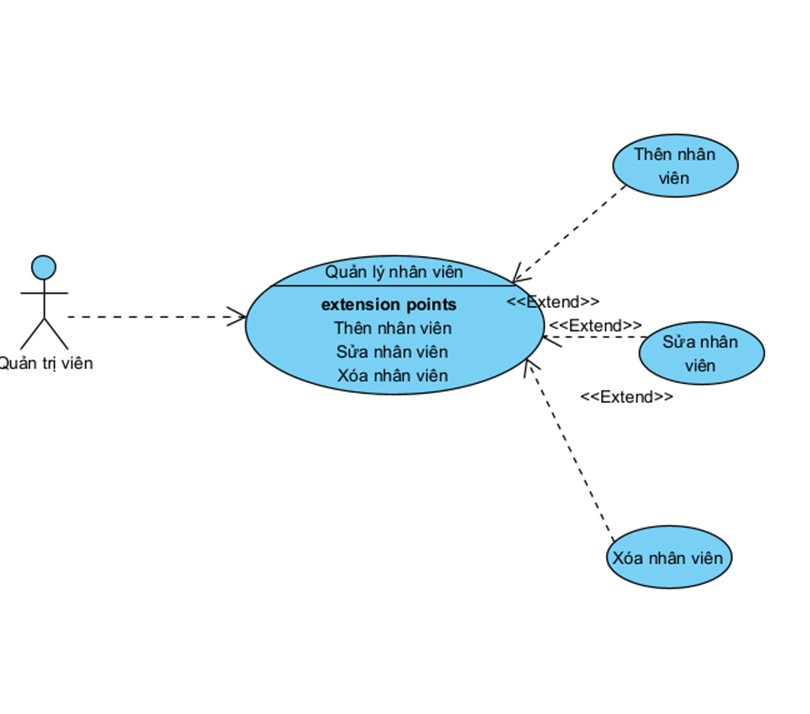 Thên nhân
viên
Quản lý nhân viên
extension points
Thên nhân viên
Sửa nhân viên
Xóa nhân viên
<<Extend>>
<<Extend>>
Sửa nhân
viên
Quản trị viên
<<Extend>>
Xóa nhân viên